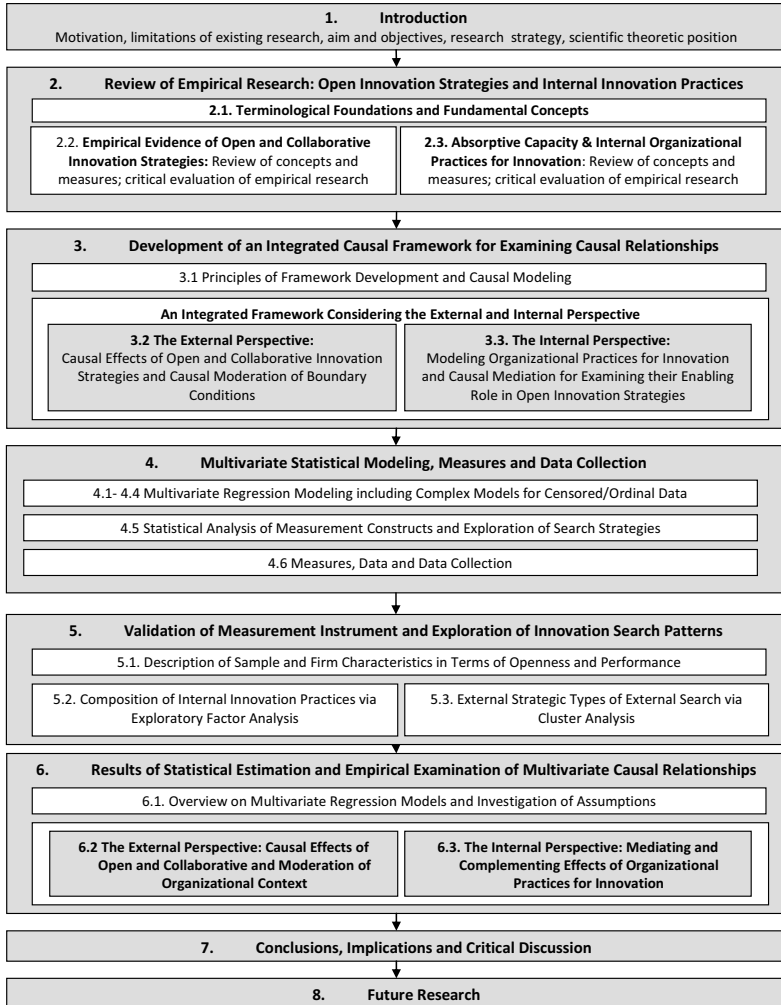 1. Introduction
Motivation, limitations of existing research, aim and objectives, research strategy, scientific theoretic position
2. Review of Empirical Research: Open Innovation Strategies and Internal Innovation Practices
2.1. Terminological Foundations and Fundamental Concepts
2.2. Empirical Evidence of Open and Collaborative
Innovation Strategies: Review of concepts and
measures; critical evaluation of empirical research
2.3. Absorptive Capacity & Internal Organizational
Practices for Innovation: Review of concepts and
measures; critical evaluation of empirical research
3. Development of an Integrated Causal Framework for Examining Causal Relationships
3.1 Principles of Framework Development and Causal Modeling
An Integrated Framework Considering the External and Internal Perspective
3.2 The External Perspective:
Causal Effects of Open and Collaborative Innovation
Strategies and Causal Moderation of Boundary
Conditions
3.3. The Internal Perspective:
Modeling Organizational Practices for Innovation
and Causal Mediation for Examining their Enabling
Role in Open Innovation Strategies
4. Multivariate Statistical Modeling, Measures and Data Collection
4.1- 4.4 Multivariate Regression Modeling including Complex Models for Censored/Ordinal Data
4.5 Statistical Analysis of Measurement Constructs and Exploration of Search Strategies
4.6 Measures, Data and Data Collection
5. Validation of Measurement Instrument and Exploration of Innovation Search Patterns
5.1. Description of Sample and Firm Characteristics in Terms of Openness and Performance
5.2. Composition of Internal Innovation Practices via
Exploratory Factor Analysis
5.3. External Strategic Types of External Search via
Cluster Analysis
6. Results of Statistical Estimation and Empirical Examination of Multivariate Causal Relationships
6.1. Overview on Multivariate Regression Models and Investigation of Assumptions
6.2 The External Perspective: Causal Effects of
Open and Collaborative and Moderation of
Organizational Context
6.3. The Internal Perspective: Mediating and
Complementing Effects of Organizational
Practices for Innovation
7. Conclusions, Implications and Critical Discussion
8. Future Research